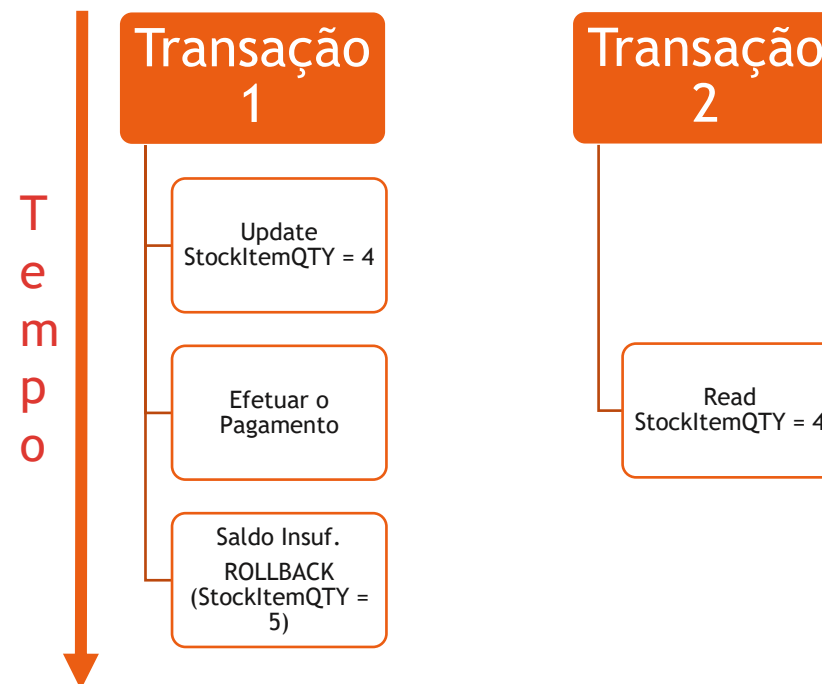 Transação
1
Transação
2
T
e
m
p
o
Update
StockItemQTY = 4
Efetuar o
Pagamento
Read
StockItemQTY = 4
Saldo Insuf.
ROLLBACK
(StockItemQTY =
5)